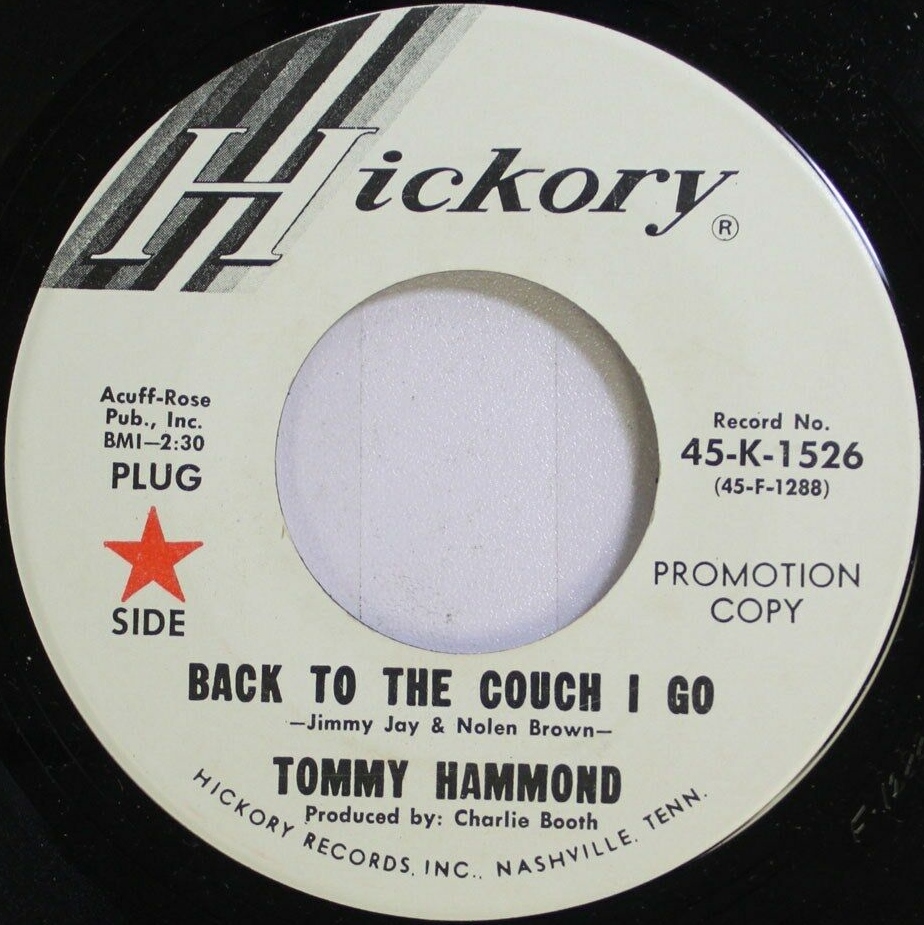 Hickory
®
Acuff-Rose
Pub., Inc.
BMI—2:30
PLUG
SIDE
Record No.
45-K-1526
(45-F-1288)
PROMOTION
COPY
BACK TO THE COUCH I GO
—Jimmy Jay & Nolen Brown—
TOMMY HAMMOND
Produced by: Charlie Booth
HICKORY RECORDS, INC., NASHVILLE, TENN.